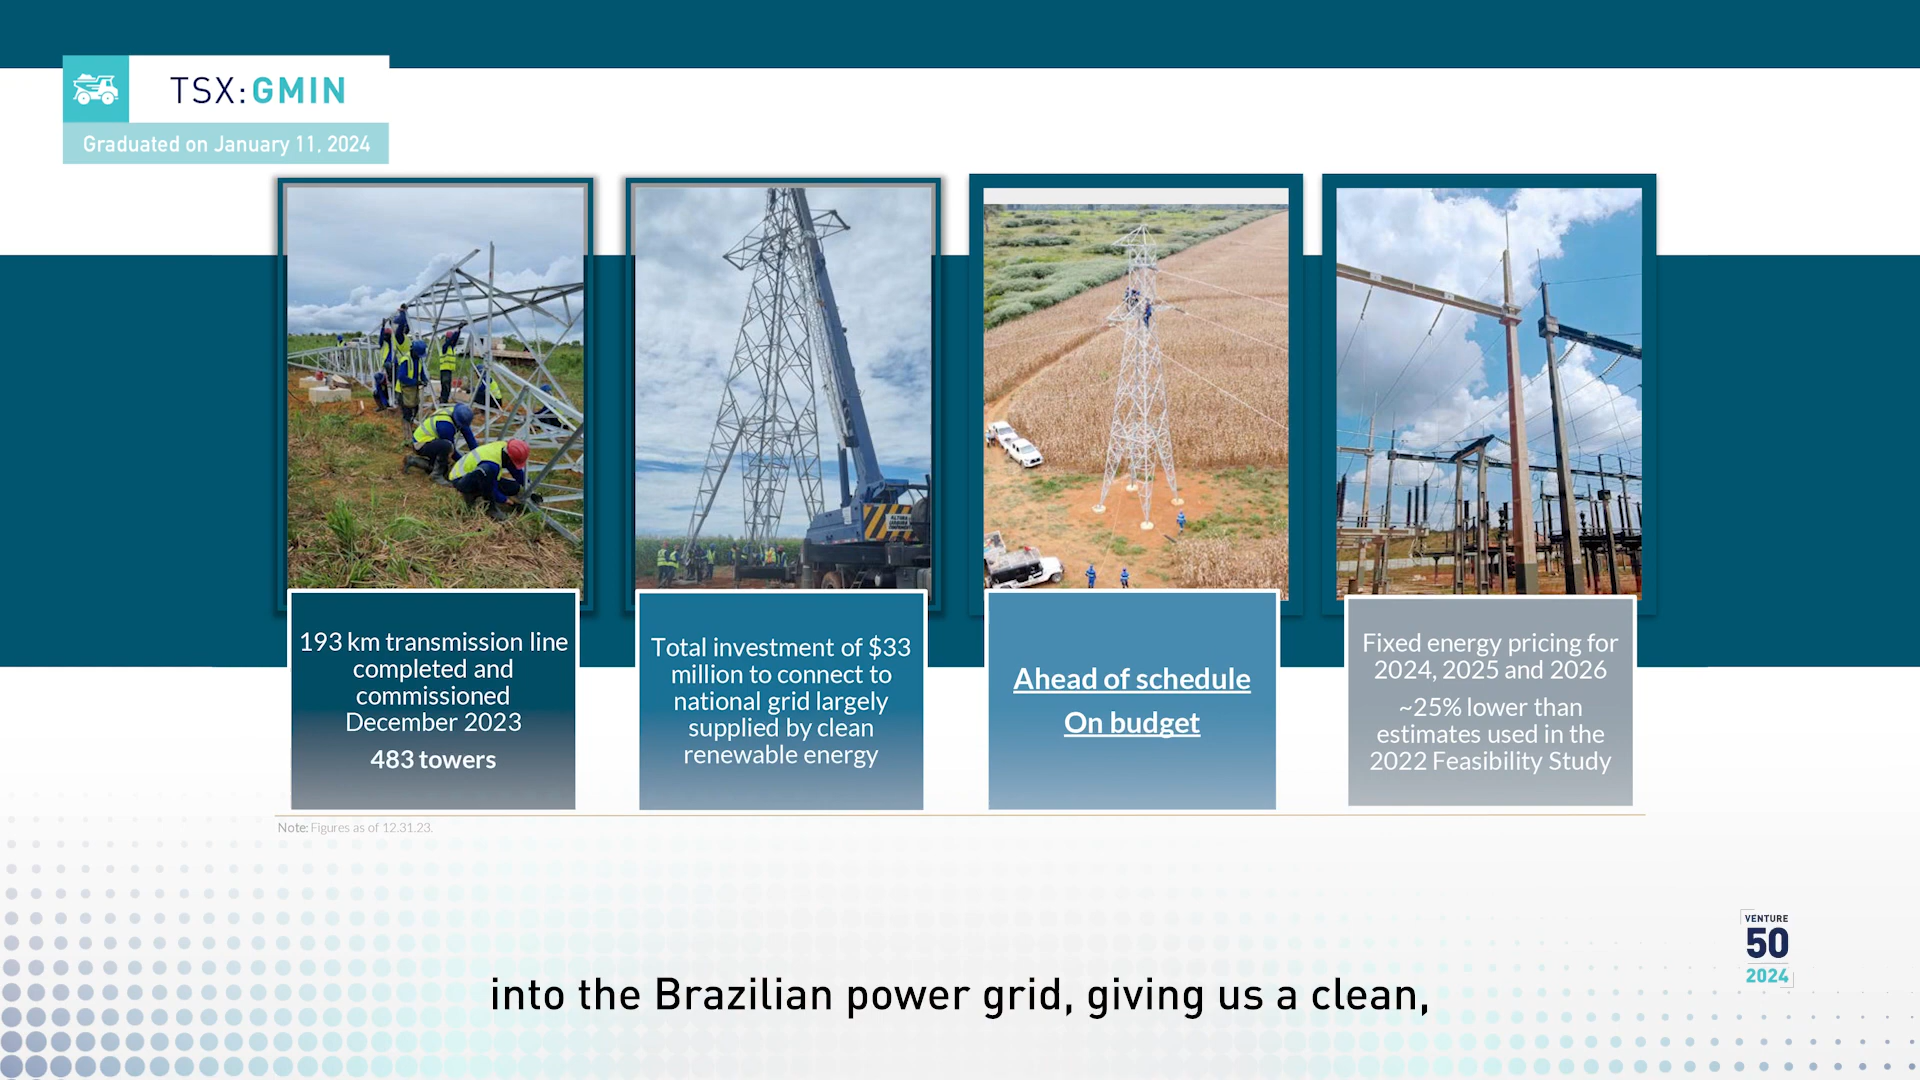 TSX:GMIN
Graduated on January 11, 2024
193 km transmission line
completed and
commissioned
December 2023
483 towers
Total investment of $33
million to connect to
national grid largely
supplied by clean
renewable energy
Ahead of schedule
On budget
Fixed energy pricing for
2024, 2025 and 2026
~25% lower than
estimates used in the
2022 Feasibility Study
Note: Figures as of 12.31.23.
VENTURE
50
2024
into the Brazilian power grid, giving us a clean,